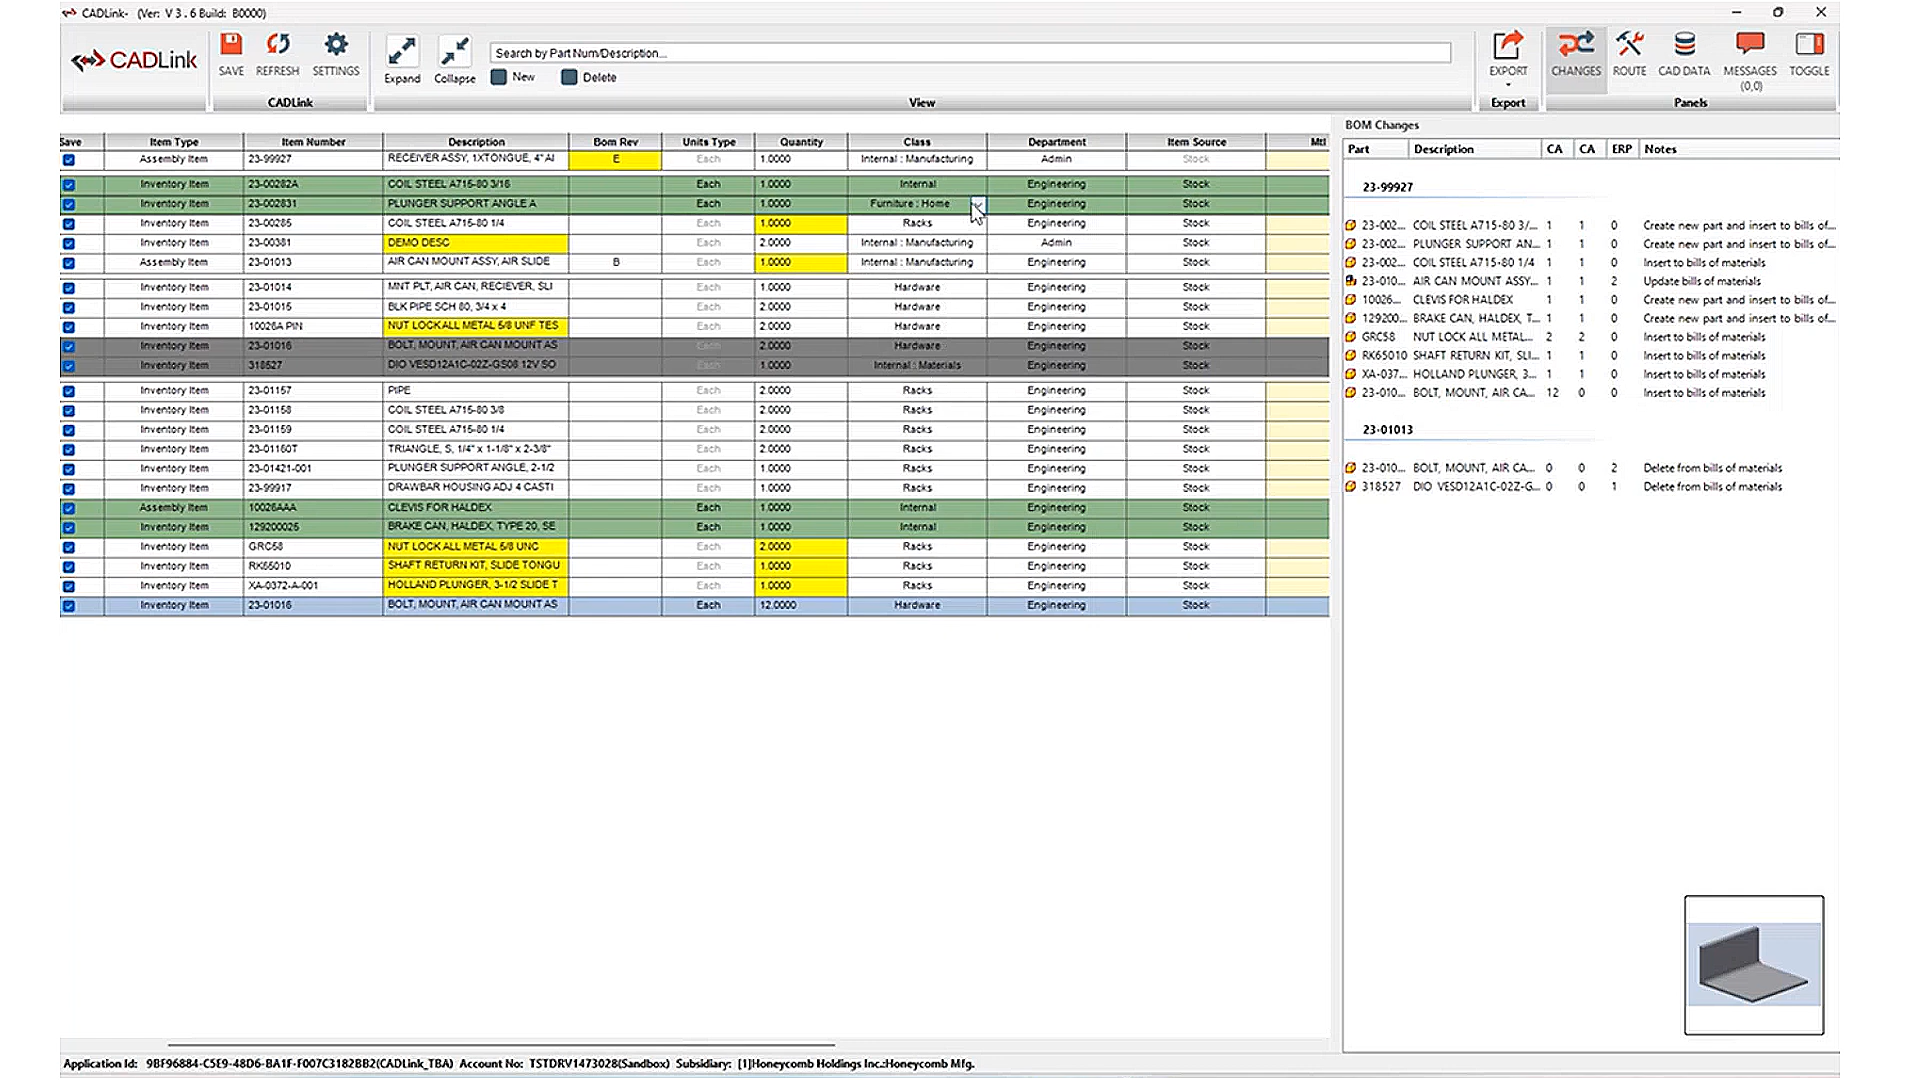 CADLink- (Ver: V 3 . 6 Build: B0000)
CADLink
SAVE REFRESH SETTINGS
CADLink
Expand Collapse
Search by Part Num/Description...
New Delete
View
EXPORT
Export
CHANGES ROUTE CAD DATA MESSAGES (0,0) TOGGLE
Panels
Save Item Type Item Number Description Bom Rev Units Type Quantity Class Department Item Source Mtl
Assembly Item 23-99927 RECEIVER ASSY, 1XTONGUE, 4" AI E Each 1.0000 Internal : Manufacturing Admin Stock
Inventory Item 23-00282A COIL STEEL A715-80 3/16 Each 1.0000 Internal Engineering Stock
Inventory Item 23-002831 PLUNGER SUPPORT ANGLE A Each 1.0000 Furniture : Home Engineering Stock
Inventory Item 23-00285 COIL STEEL A715-80 1/4 Each 1.0000 Racks Engineering Stock
Inventory Item 23-00381 DEMO DESC Each 2.0000 Internal : Manufacturing Admin Stock
Assembly Item 23-01013 AIR CAN MOUNT ASSY, AIR SLIDE B Each 1.0000 Internal : Manufacturing Engineering Stock
Inventory Item 23-01014 MNT PLT, AIR CAN, RECIEVER, SLI Each 1.0000 Hardware Engineering Stock
Inventory Item 23-01015 BLK PIPE SCH 80, 3/4 x 4 Each 2.0000 Hardware Engineering Stock
Inventory Item 10026A PIN NUT LOCK ALL METAL 5/8 UNF TES Each 2.0000 Hardware Engineering Stock
Inventory Item 23-01016 BOLT, MOUNT, AIR CAN MOUNT AS Each 2.0000 Hardware Engineering Stock
Inventory Item 318527 DIO VESD12A1C-02Z-GS08 12V SO Each 1.0000 Internal : Materials Engineering Stock
Inventory Item 23-01157 PIPE Each 2.0000 Racks Engineering Stock
Inventory Item 23-01158 COIL STEEL A715-80 3/8 Each 2.0000 Racks Engineering Stock
Inventory Item 23-01159 COIL STEEL A715-80 1/4 Each 2.0000 Racks Engineering Stock
Inventory Item 23-01160T TRIANGLE, S, 1/4" x 1-1/8" x 2-3/8" Each 2.0000 Racks Engineering Stock
Inventory Item 23-01421-001 PLUNGER SUPPORT ANGLE, 2-1/2 Each 1.0000 Racks Engineering Stock
Inventory Item 23-99917 DRAWBAR HOUSING ADJ 4 CASTI Each 1.0000 Racks Engineering Stock
Assembly Item 10026AAA CLEVIS FOR HALDEX Each 1.0000 Internal Engineering Stock
Inventory Item 129200025 BRAKE CAN, HALDEX, TYPE 20, SE Each 1.0000 Internal Engineering Stock
Inventory Item GRC58 NUT LOCK ALL METAL 5/8 UNC Each 2.0000 Racks Engineering Stock
Inventory Item RK65010 SHAFT RETURN KIT, SLIDE TONGU Each 1.0000 Racks Engineering Stock
Inventory Item XA-0372-A-001 HOLLAND PLUNGER, 3-1/2 SLIDE T Each 1.0000 Racks Engineering Stock
Inventory Item 23-01016 BOLT, MOUNT, AIR CAN MOUNT AS Each 12.0000 Hardware Engineering Stock
BOM Changes
Part Description CA CA ERP Notes
23-99927
23-002... COIL STEEL A715-80 3/... 1 1 0 Create new part and insert to bills of...
23-002... PLUNGER SUPPORT AN... 1 1 0 Create new part and insert to bills of...
23-002... COIL STEEL A715-80 1/4 1 1 0 Insert to bills of materials
23-010... AIR CAN MOUNT ASSY... 1 1 2 Update bills of materials
10026... CLEVIS FOR HALDEX 1 1 0 Create new part and insert to bills of...
129200... BRAKE CAN, HALDEX, T... 1 1 0 Create new part and insert to bills of...
GRC58 NUT LOCK ALL METAL... 2 2 0 Insert to bills of materials
RK65010 SHAFT RETURN KIT, SLI... 1 1 0 Insert to bills of materials
XA-037... HOLLAND PLUNGER, 3... 1 1 0 Insert to bills of materials
23-010... BOLT, MOUNT, AIR CA... 12 0 0 Insert to bills of materials
23-01013
23-010... BOLT, MOUNT, AIR CA... 0 0 2 Delete from bills of materials
318527 DIO VESD12A1C-02Z-G... 0 0 1 Delete from bills of materials
Application Id: 9BF96884-C5E9-48D6-BA1F-F007C3182BB2(CADLink_TBA) Account No: TSTDRV1473028(Sandbox) Subsidiary: [1]Honeycomb Holdings Inc.:Honeycomb Mfg.